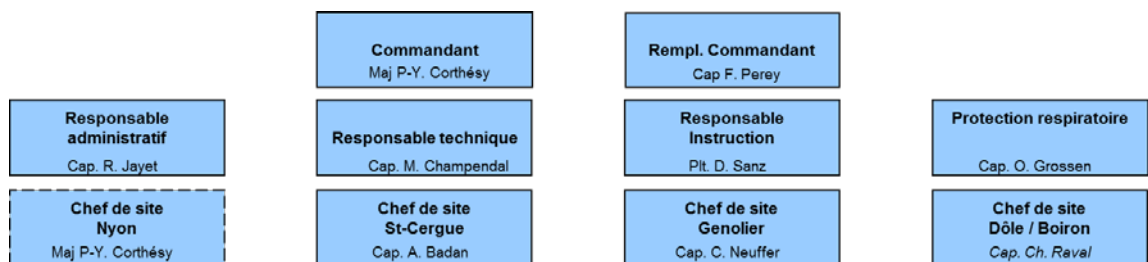 Commandant
Maj P-Y. Corthésy
Rempl. Commandant
Cap F. Perey
Responsable
administratif
Cap. R. Jayet
Responsable technique
Cap. M. Champendal
Responsable
Instruction
Plt. D. Sanz
Protection respiratoire
Cap. O. Grossen
Chef de site
Nyon
Maj P-Y. Corthésy
Chef de site
St-Cergue
Cap. A. Badan
Chef de site
Genolier
Cap. C. Neuffer
Chef de site
Dôle / Boiron
Cap. Ch. Raval